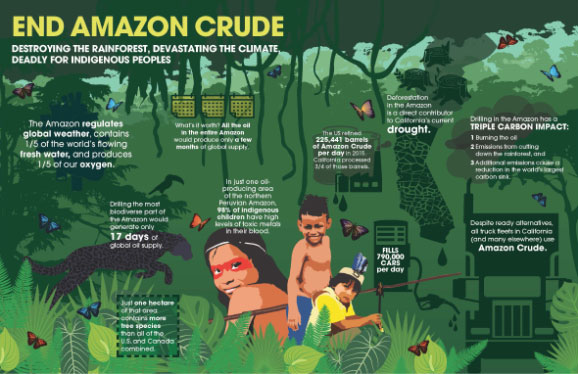 END AMAZON CRUDE
DESTROYING THE RAINFOREST, DEVASTATING THE CLIMATE,
DEADLY FOR INDIGENOUS PEOPLES
The Amazon regulates
global weather, contains
1/5 of the world's flowing
fresh water, and produces
1/5 of our oxygen.
What's it worth? All the oil
in the entire Amazon
would produce only a few
months of global supply.
The US refined
225,441 barrels
of Amazon Crude
per day in 2015.
California processed
3/4 of those barrels.
Deforestation
in the Amazon
is a direct contributor
to California's current
drought.
Drilling in the Amazon has a
TRIPLE CARBON IMPACT:
1 Burning the oil
2 Emissions from cutting
down the rainforest, and
3 Additional emissions cause a
reduction in the world's largest
carbon sink.
Drilling the most
biodiverse part of
the Amazon would
generate only
17 days of
global oil supply.
In just one oil-
producing area of
the northern
Peruvian Amazon,
98% of indigenous
children have high
levels of toxic metals
in their blood.
FILLS
790,000
CARS
per day
Despite ready alternatives,
all truck fleets in California
(and many elsewhere) use
Amazon Crude.
Just one hectare
of that area
contains more
tree species
than all of the
U.S. and Canada
combined.